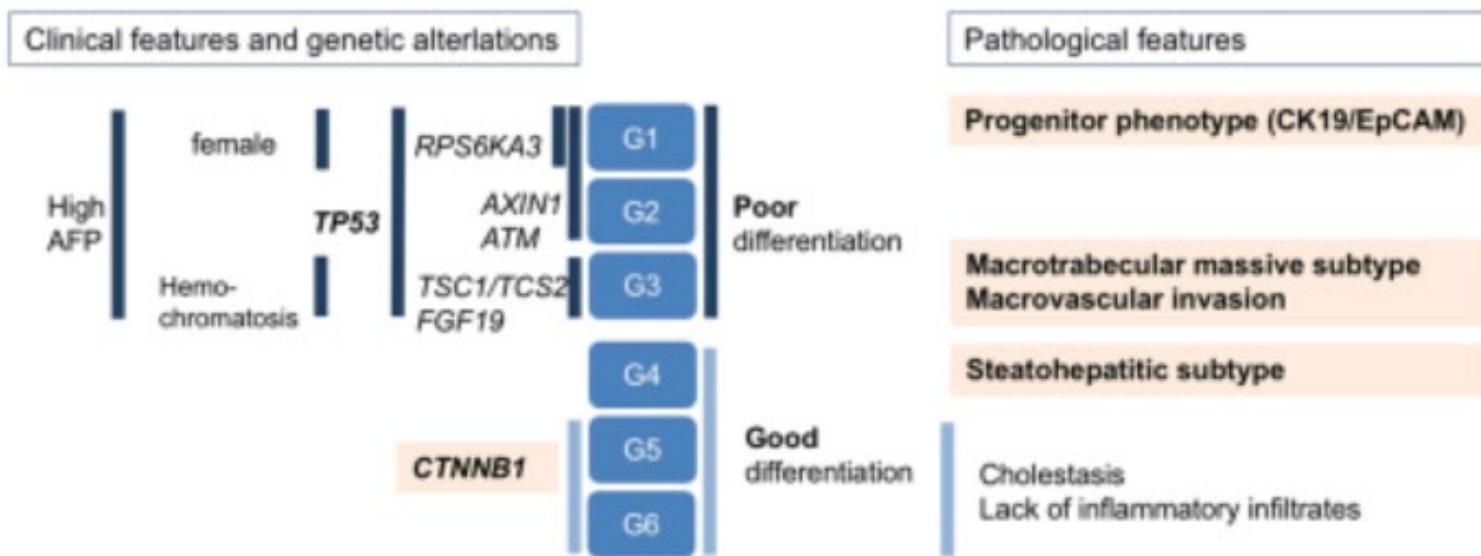 Clinical features and genetic alterlations
Pathological features
High
AFP
female
Hemo-
chromatosis
TP53
RPS6KA3
AXIN1
ATM
TSC1/TCS2
FGF19
CTNNB1
G1
G2
G3
G4
G5
G6
Poor
differentiation
Good
differentiation
Progenitor phenotype (CK19/EpCAM)
Macrotrabecular massive subtype
Macrovascular invasion
Steatohepatitic subtype
Cholestasis
Lack of inflammatory infiltrates